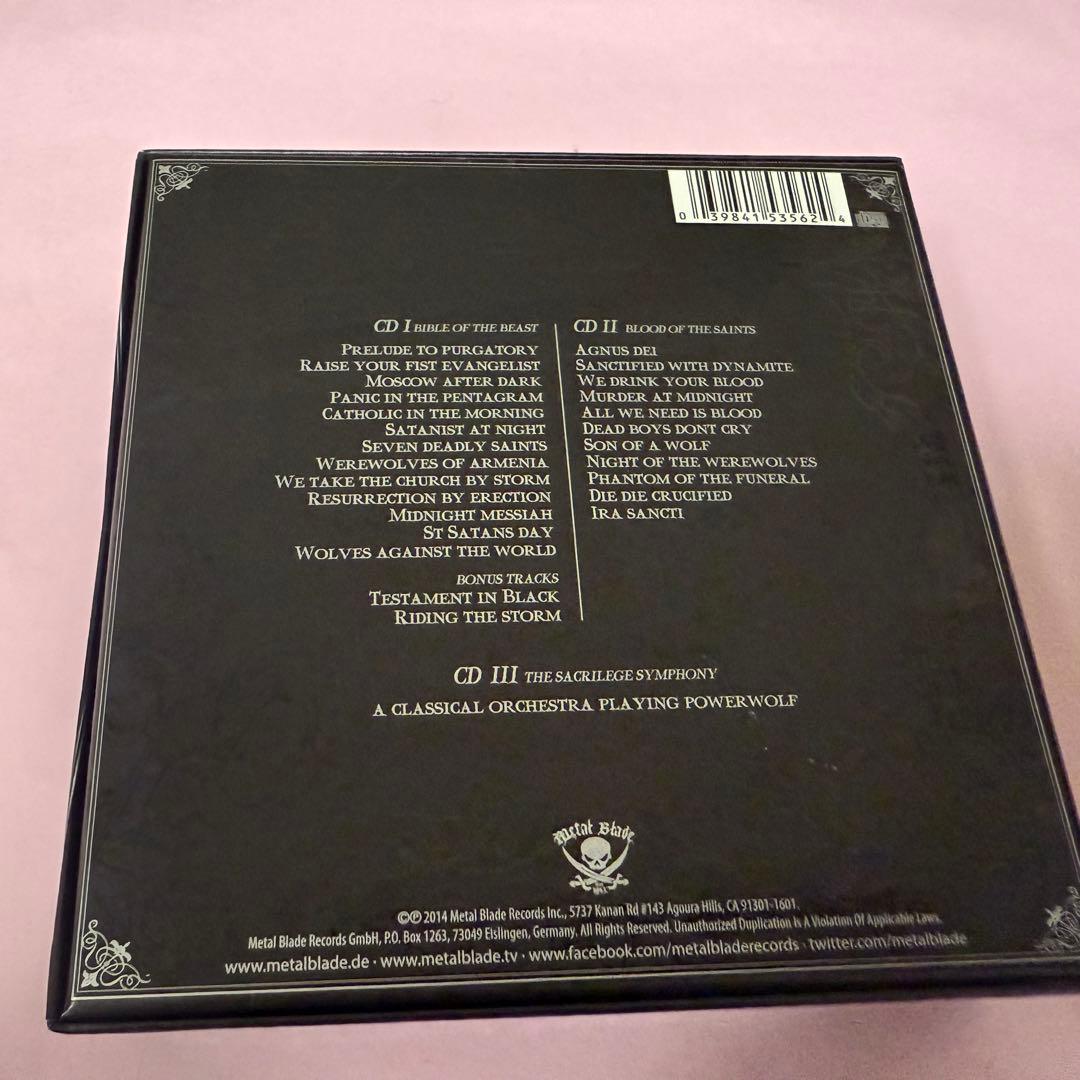 0 39841 53562 4
CD I BIBLE OF THE BEAST
PRELUDE TO PURGATORY
RAISE YOUR FIST EVANGELIST
MOSCOW AFTER DARK
PANIC IN THE PENTAGRAM
CATHOLIC IN THE MORNING
SATANIST AT NIGHT
SEVEN DEADLY SAINTS
WEREWOLVES OF ARMENIA
WE TAKE THE CHURCH BY STORM
RESURRECTION BY ERECTION
MIDNIGHT MESSIAH
ST SATANS DAY
WOLVES AGAINST THE WORLD
BONUS TRACKS
TESTAMENT IN BLACK
RIDING THE STORM
CD II BLOOD OF THE SAINTS
AGNUS DEI
SANCTIFIED WITH DYNAMITE
WE DRINK YOUR BLOOD
MURDER AT MIDNIGHT
ALL WE NEED IS BLOOD
DEAD BOYS DONT CRY
SON OF A WOLF
NIGHT OF THE WEREWOLVES
PHANTOM OF THE FUNERAL
DIE DIE CRUCIFIED
IRA SANCTI
CD III THE SACRILEGE SYMPHONY
A CLASSICAL ORCHESTRA PLAYING POWERWOLF
Metal Blade
©℗ 2014 Metal Blade Records Inc., 5737 Kanan Rd #143 Agoura Hills, CA 91301-1601.
Metal Blade Records GmbH, P.O. Box 1263, 73049 Eislingen, Germany. All Rights Reserved. Unauthorized Duplication Is A Violation Of Applicable Laws.
www.metalblade.de · www.metalblade.tv · www.facebook.com/metalbladerecords · twitter.com/metalblade